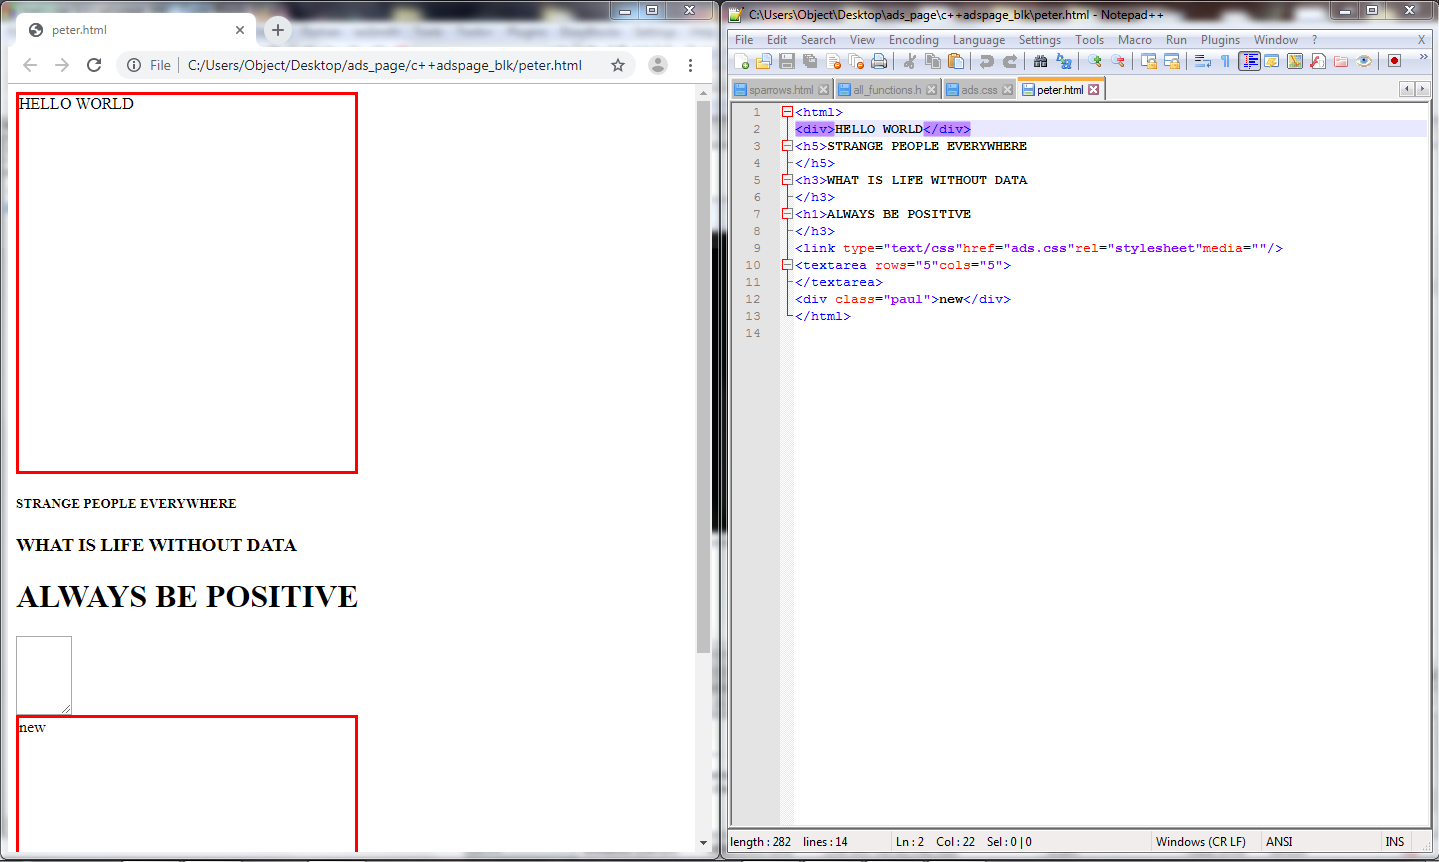 peter.html
File C:/Users/Object/Desktop/ads_page/c++adspage_blk/peter.html
HELLO WORLD
STRANGE PEOPLE EVERYWHERE
WHAT IS LIFE WITHOUT DATA
ALWAYS BE POSITIVE
new
C:\Users\Object\Desktop\ads_page\c++adspage_blk\peter.html - Notepad++
File Edit Search View Encoding Language Settings Tools Macro Run Plugins Window ? X
sparrows.html all_functions.h ads.css peter.html
1 <html>
2 <div>HELLO WORLD</div>
3 <h5>STRANGE PEOPLE EVERYWHERE
4 </h5>
5 <h3>WHAT IS LIFE WITHOUT DATA
6 </h3>
7 <h1>ALWAYS BE POSITIVE
8 </h3>
9 <link type="text/css"href="ads.css"rel="stylesheet"media=""/>
10 <textarea rows="5"cols="5">
11 </textarea>
12 <div class="paul">new</div>
13 </html>
14
length : 282 lines : 14 Ln : 2 Col : 22 Sel : 0 | 0 Windows (CR LF) ANSI INS